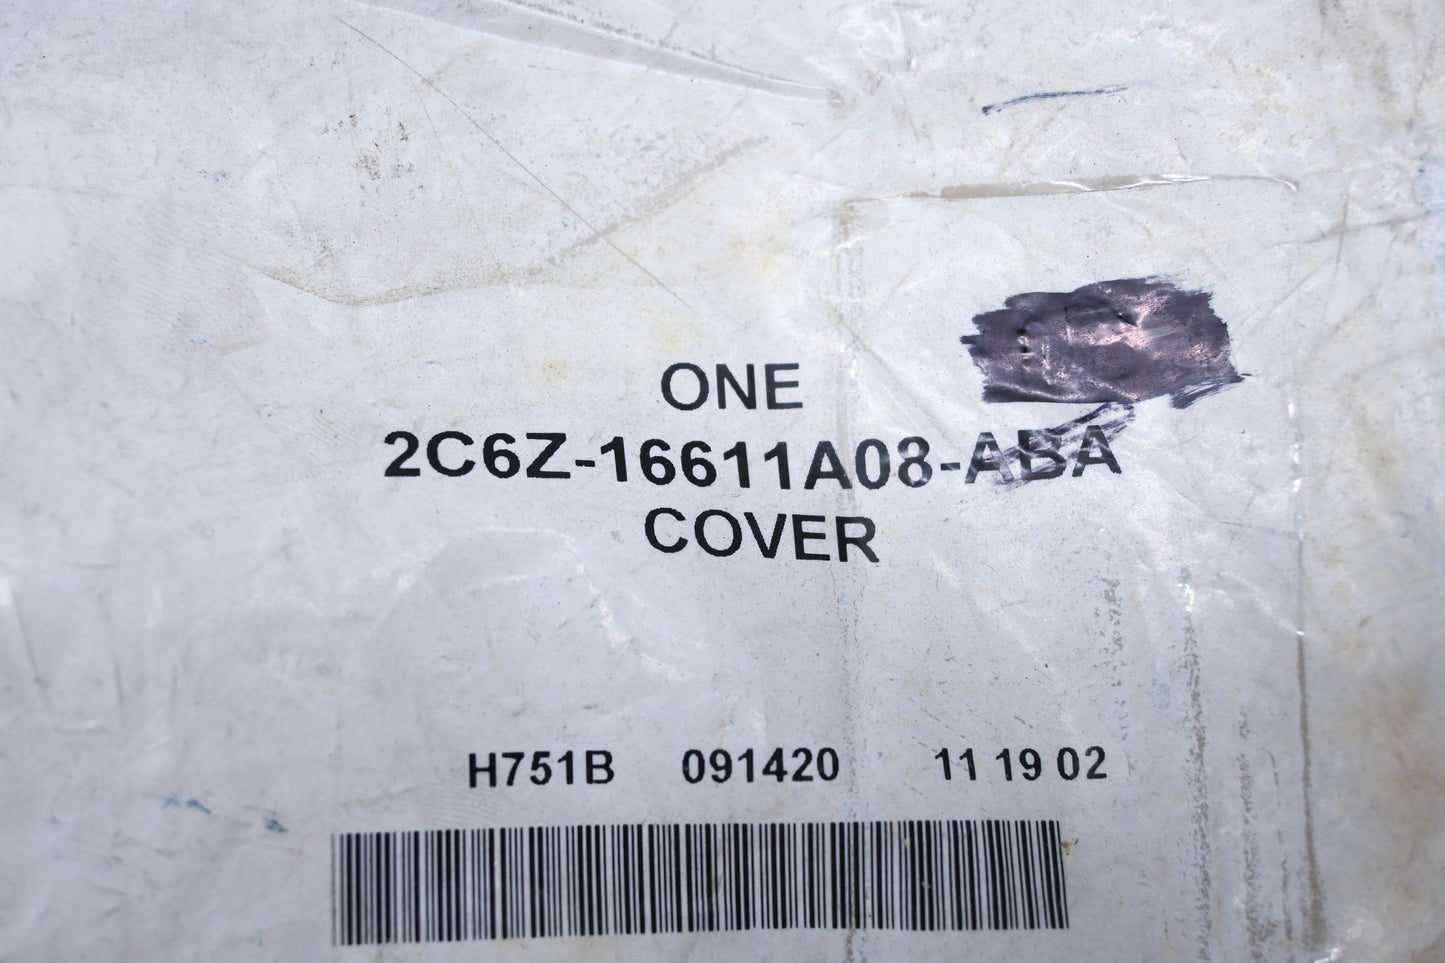 ONE
2C6Z-16611A08-ABA
COVER
H751B 091420 11 19 02